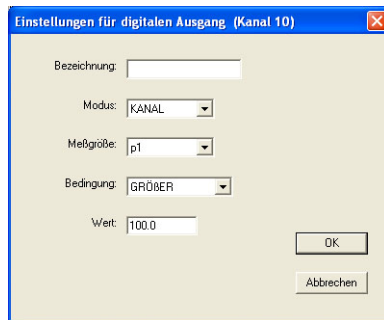 Einstellungen für digitalen Ausgang (Kanal 10)
Bezeichnung:
Modus: KANAL
Meßgröße: p1
Bedingung: GRÖßER
Wert: 100.0
OK
Abbrechen